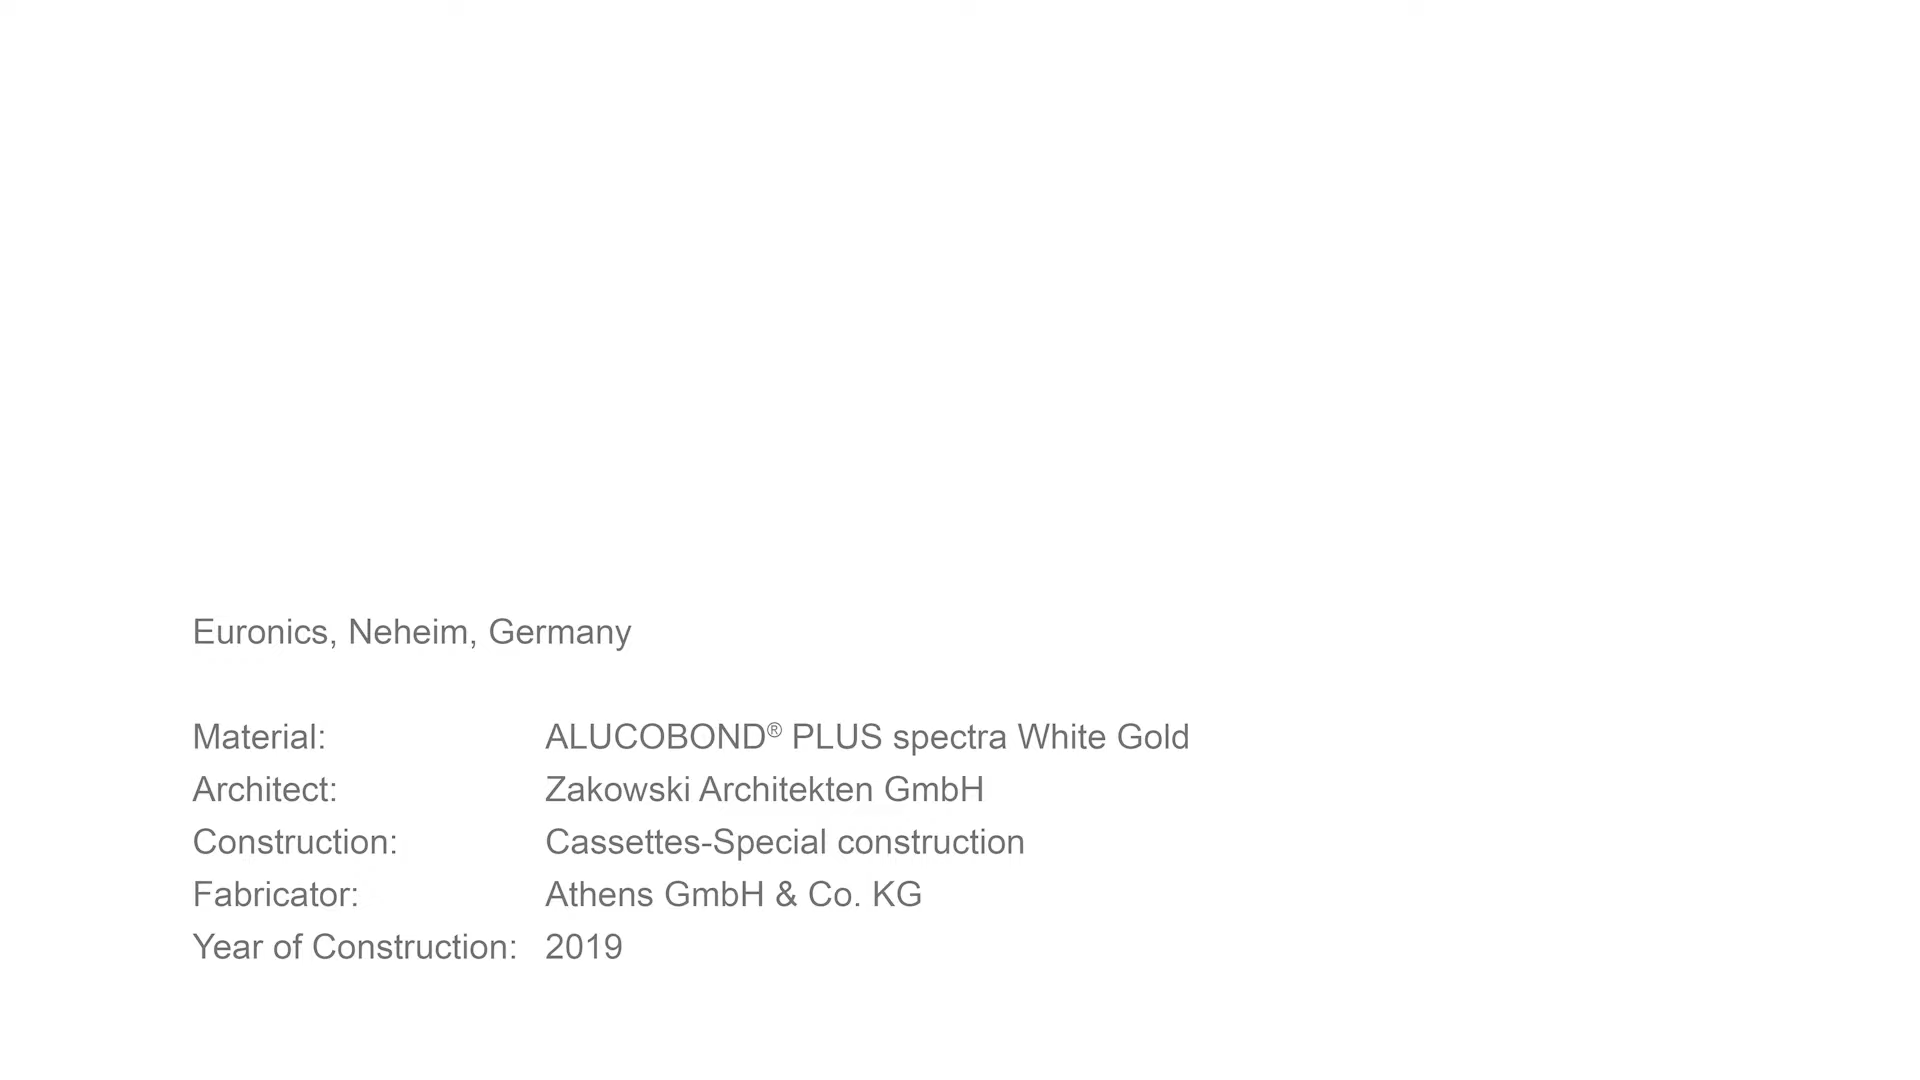 Euronics, Neheim, Germany
Material: ALUCOBOND® PLUS spectra White Gold
Architect: Zakowski Architekten GmbH
Construction: Cassettes-Special construction
Fabricator: Athens GmbH & Co. KG
Year of Construction: 2019